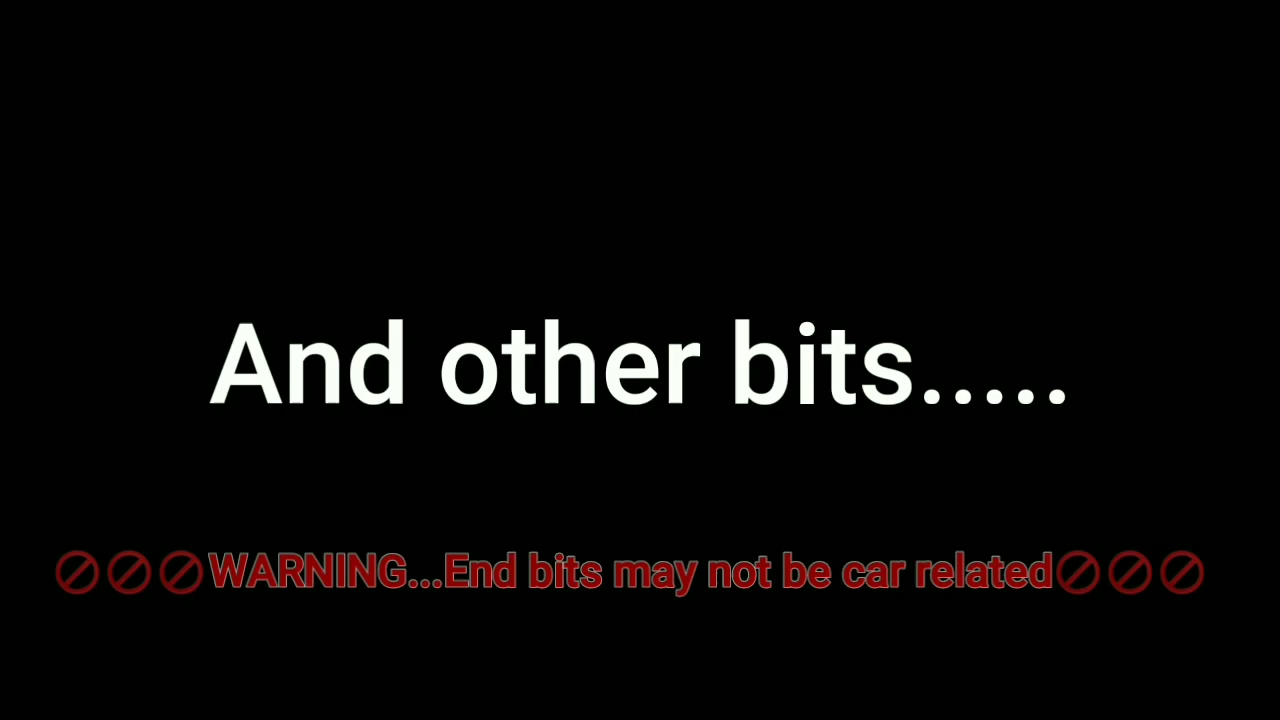 And other bits.....
🚫🚫🚫WARNING...End bits may not be car related🚫🚫🚫